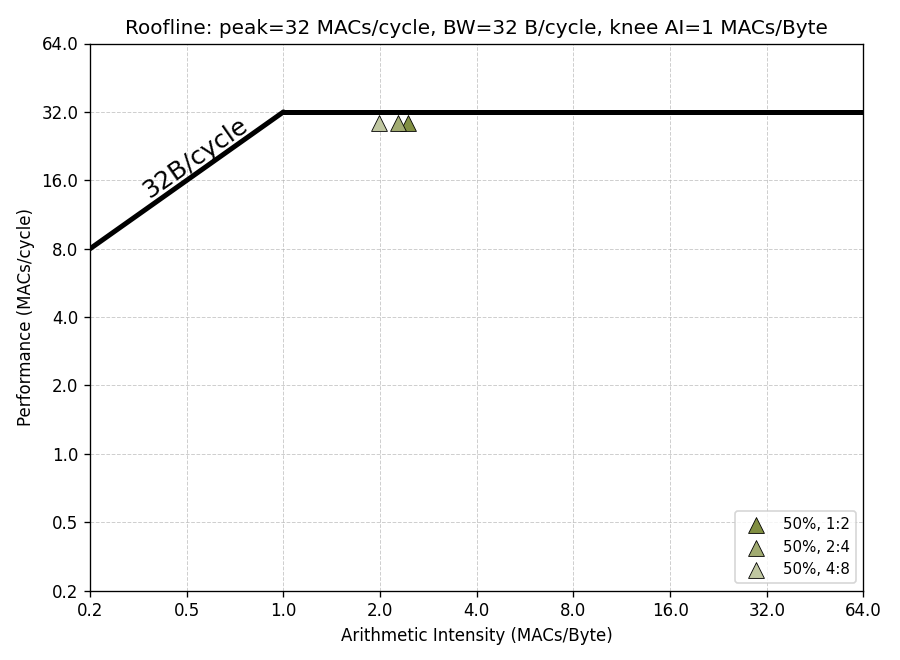 Roofline: peak=32 MACs/cycle, BW=32 B/cycle, knee AI=1 MACs/Byte
64.0
32.0
16.0
8.0
4.0
2.0
1.0
0.5
0.2
Performance (MACs/cycle)
32B/cycle
50%, 1:2
50%, 2:4
50%, 4:8
0.2 0.5 1.0 2.0 4.0 8.0 16.0 32.0 64.0
Arithmetic Intensity (MACs/Byte)